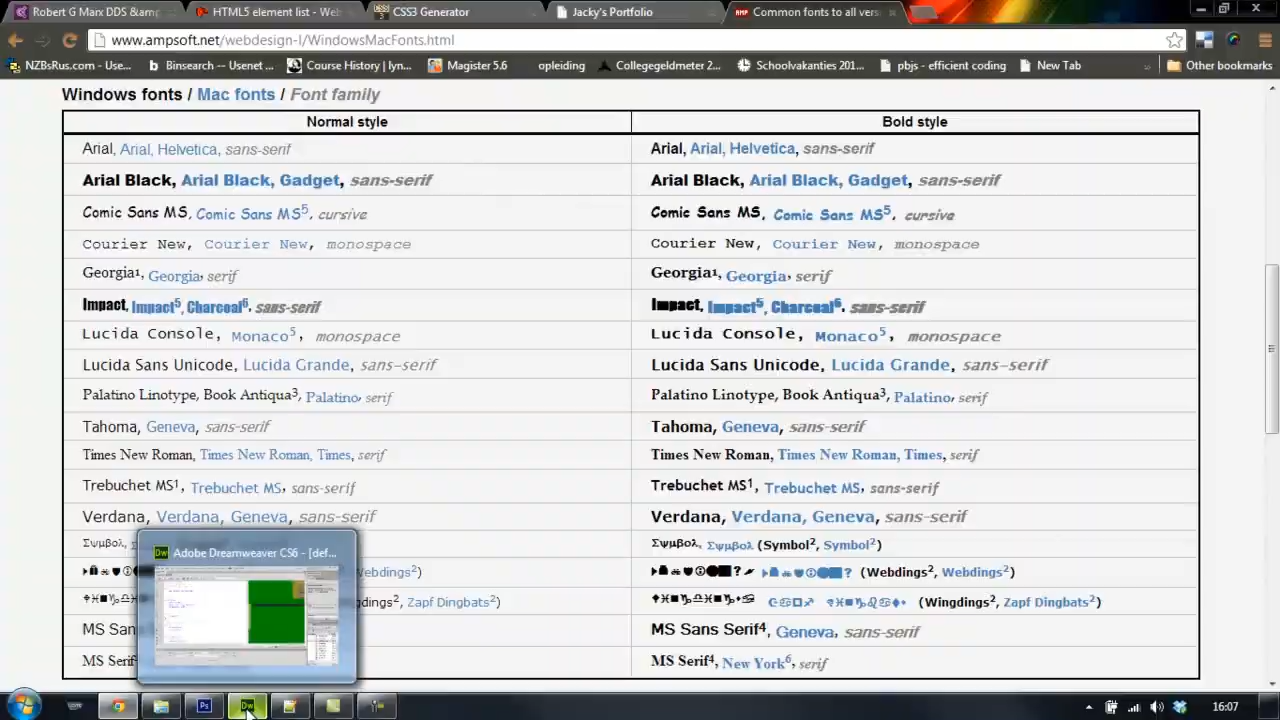 Robert G Marx DDS &amp
HTML5 element list - Web
CSS3 Generator
Jacky's Portfolio
Common fonts to all vers
www.ampsoft.net/webdesign-l/WindowsMacFonts.html
NZBsRus.com - Use...
Binsearch -- Usenet ...
Course History | lyn...
Magister 5.6
opleiding
Collegegeldmeter 2...
Schoolvakanties 201...
pbjs - efficient coding
New Tab
»
Other bookmarks
Windows fonts / Mac fonts / Font family
Normal style
Bold style
Arial, Arial, Helvetica, sans-serif
Arial, Arial, Helvetica, sans-serif
Arial Black, Arial Black, Gadget, sans-serif
Arial Black, Arial Black, Gadget, sans-serif
Comic Sans MS, Comic Sans MS5, cursive
Comic Sans MS, Comic Sans MS5, cursive
Courier New, Courier New, monospace
Courier New, Courier New, monospace
Georgia1, Georgia, serif
Georgia1, Georgia, serif
Impact, Impact5, Charcoal6, sans-serif
Impact, Impact5, Charcoal6, sans-serif
Lucida Console, Monaco5, monospace
Lucida Console, Monaco5, monospace
Lucida Sans Unicode, Lucida Grande, sans-serif
Lucida Sans Unicode, Lucida Grande, sans-serif
Palatino Linotype, Book Antiqua3, Palatino, serif
Palatino Linotype, Book Antiqua3, Palatino, serif
Tahoma, Geneva, sans-serif
Tahoma, Geneva, sans-serif
Times New Roman, Times New Roman, Times, serif
Times New Roman, Times New Roman, Times, serif
Trebuchet MS1, Trebuchet MS, sans-serif
Trebuchet MS1, Trebuchet MS, sans-serif
Verdana, Verdana, Geneva, sans-serif
Verdana, Verdana, Geneva, sans-serif
Σψμβολ,
Σψμβολ, Σψμβολ (Symbol2, Symbol2)
Webdings2)
(Webdings2, Webdings2)
gdings2, Zapf Dingbats2)
(Wingdings2, Zapf Dingbats2)
MS San
MS Sans Serif4, Geneva, sans-serif
MS Serif4
MS Serif4, New York6, serif
Adobe Dreamweaver CS6 - [def...
16:07